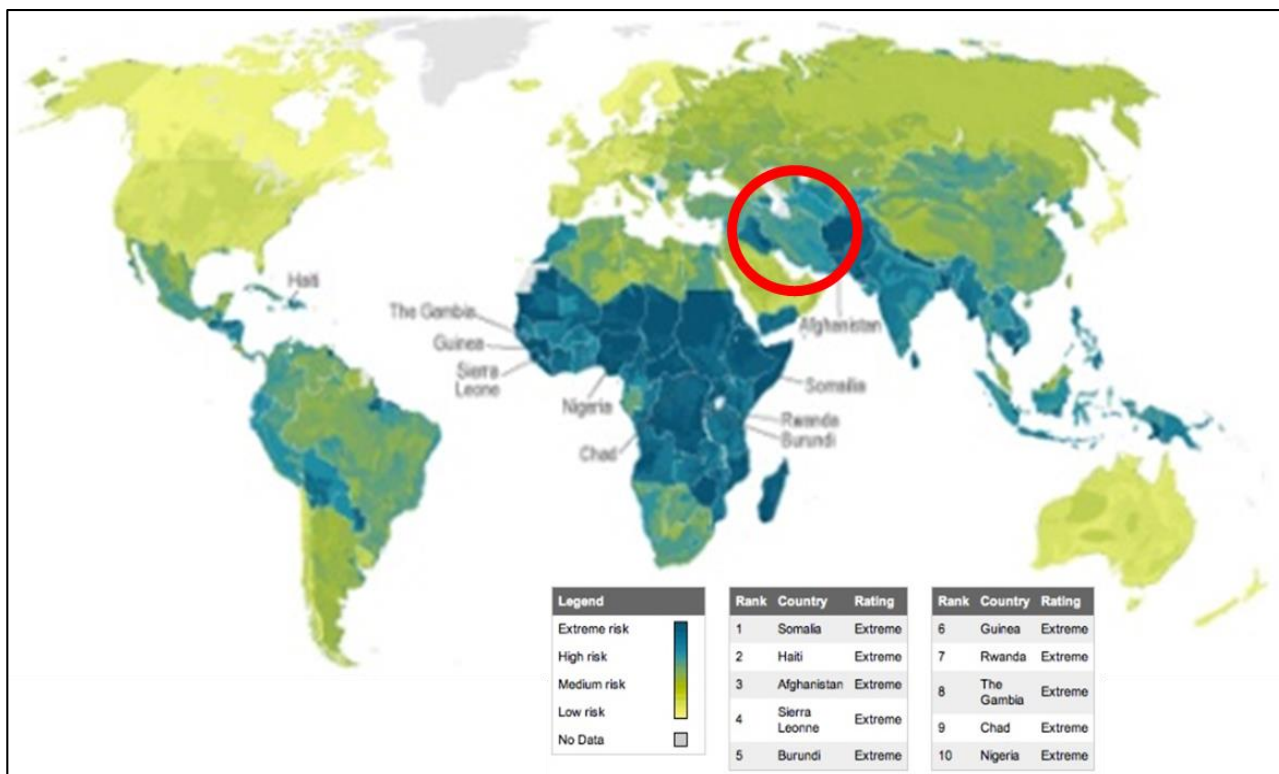 Haiti
The Gambia
Guinea
Sierra
Leone
Nigeria
Chad
Afghanistan
Somailia
Rwanda
Burundi
Legend
Extreme risk
High risk
Medium risk
Low risk
No Data
Rank Country Rating
1 Somalia Extreme
2 Haiti Extreme
3 Afghanistan Extreme
4 Sierra Leonne Extreme
5 Burundi Extreme
Rank Country Rating
6 Guinea Extreme
7 Rwanda Extreme
8 The Gambia Extreme
9 Chad Extreme
10 Nigeria Extreme